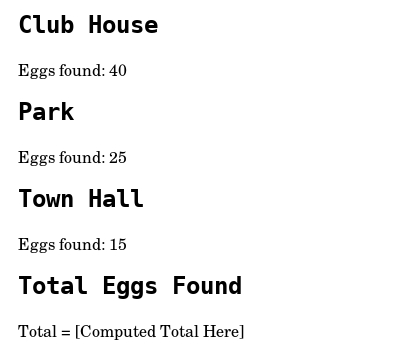 Club House
Eggs found: 40
Park
Eggs found: 25
Town Hall
Eggs found: 15
Total Eggs Found
Total = [Computed Total Here]